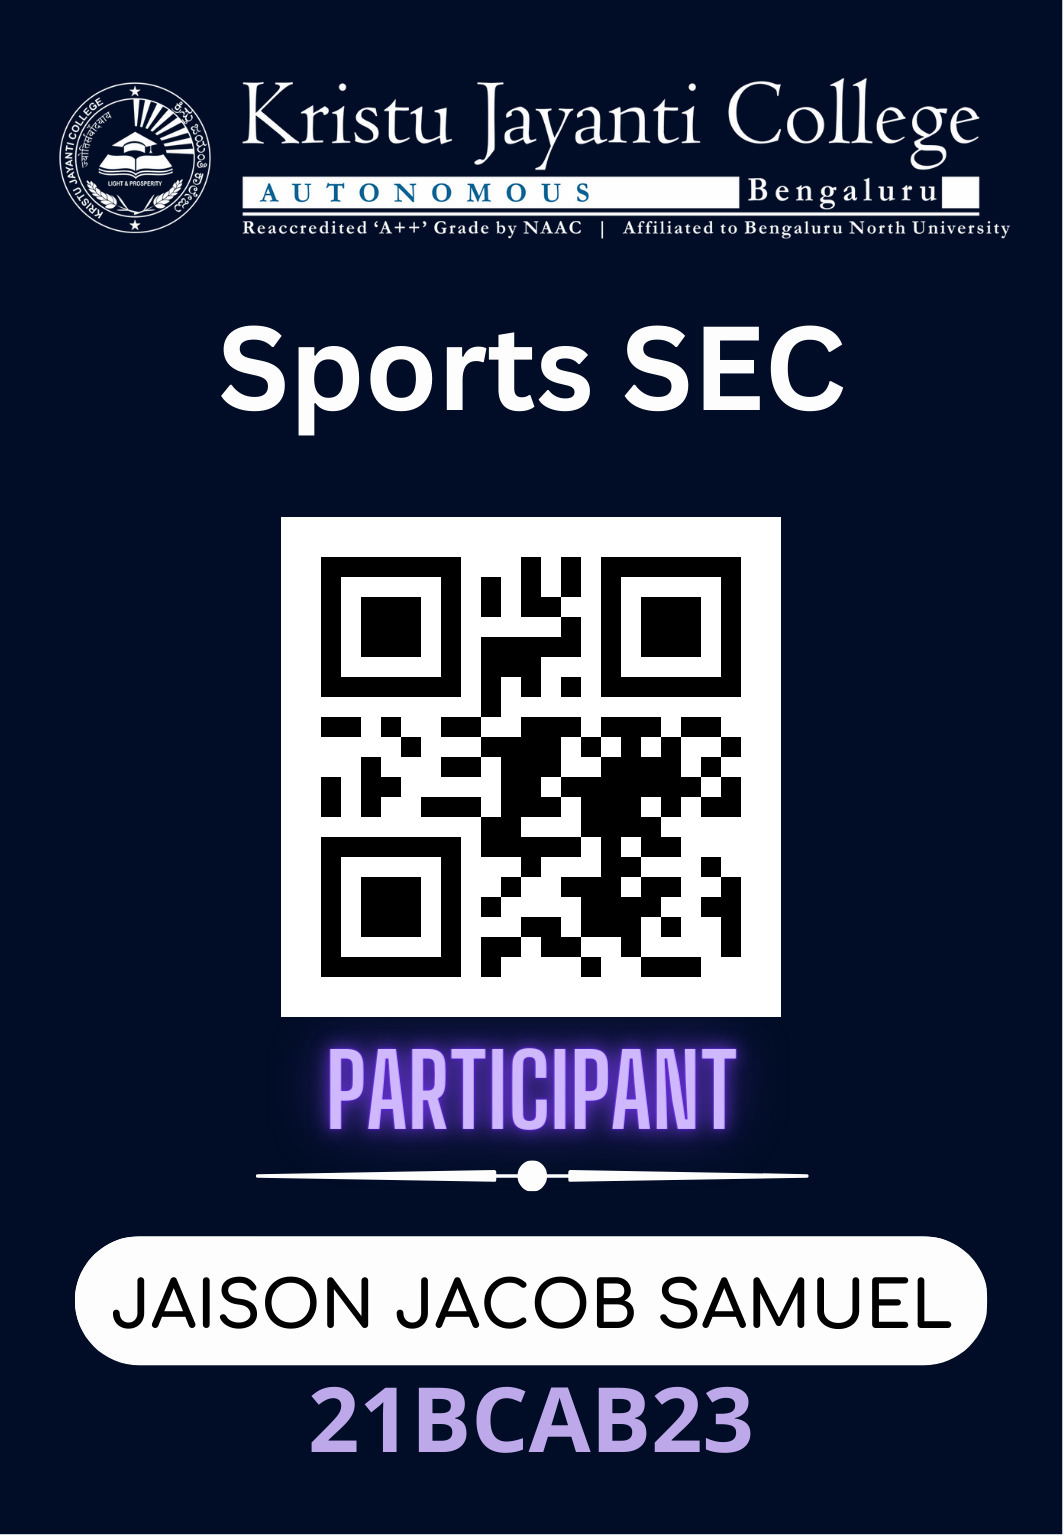 KRISTU JAYANTI COLLEGE
ಕ್ರಿಸ್ತು ಜಯಂತಿ ಕಾಲೇಜು
LIGHT & PROSPERITY
Kristu Jayanti College
AUTONOMOUS Bengaluru
Reaccredited ‘A++’ Grade by NAAC | Affiliated to Bengaluru North University
Sports SEC
PARTICIPANT
JAISON JACOB SAMUEL
21BCAB23